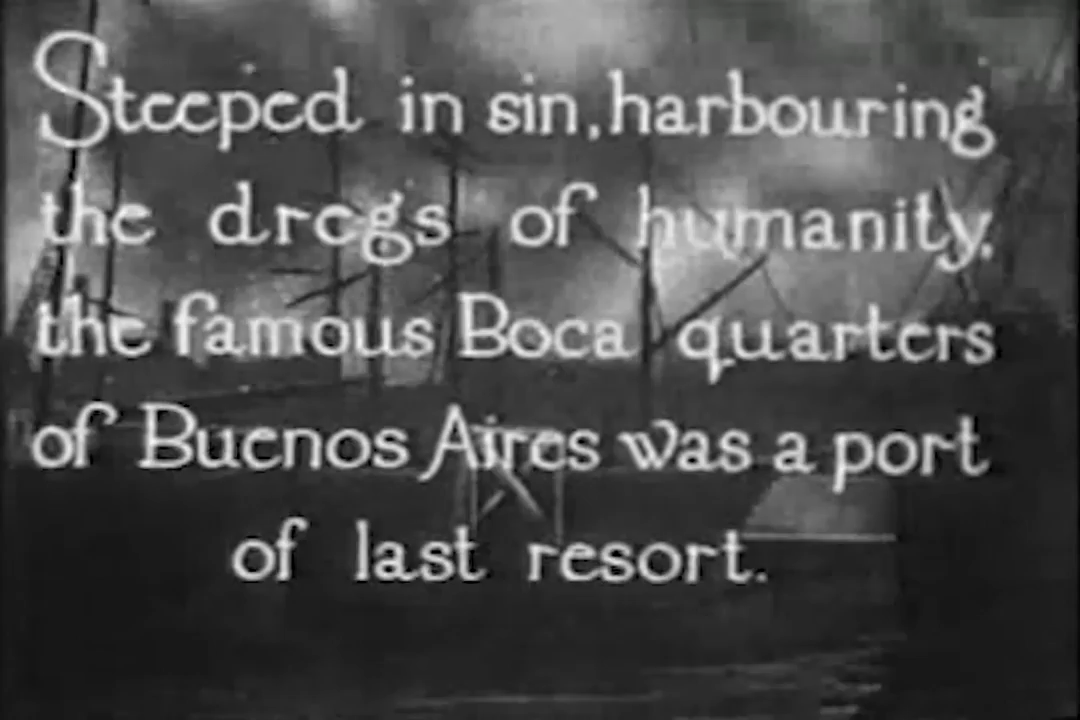 Steeped in sin, harbouring
the dregs of humanity,
the famous Boca quarters
of Buenos Aires was a port
of last resort.